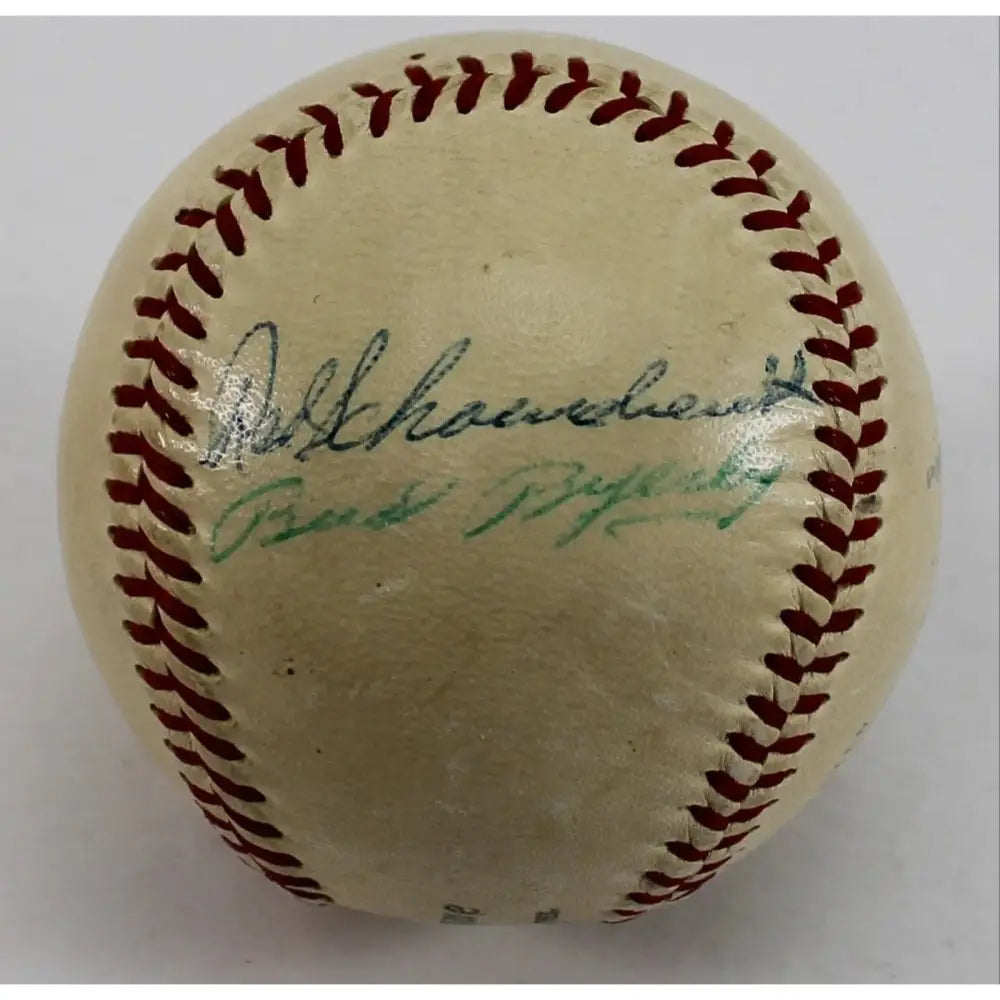 Red Schoendienst
Bud Byerly